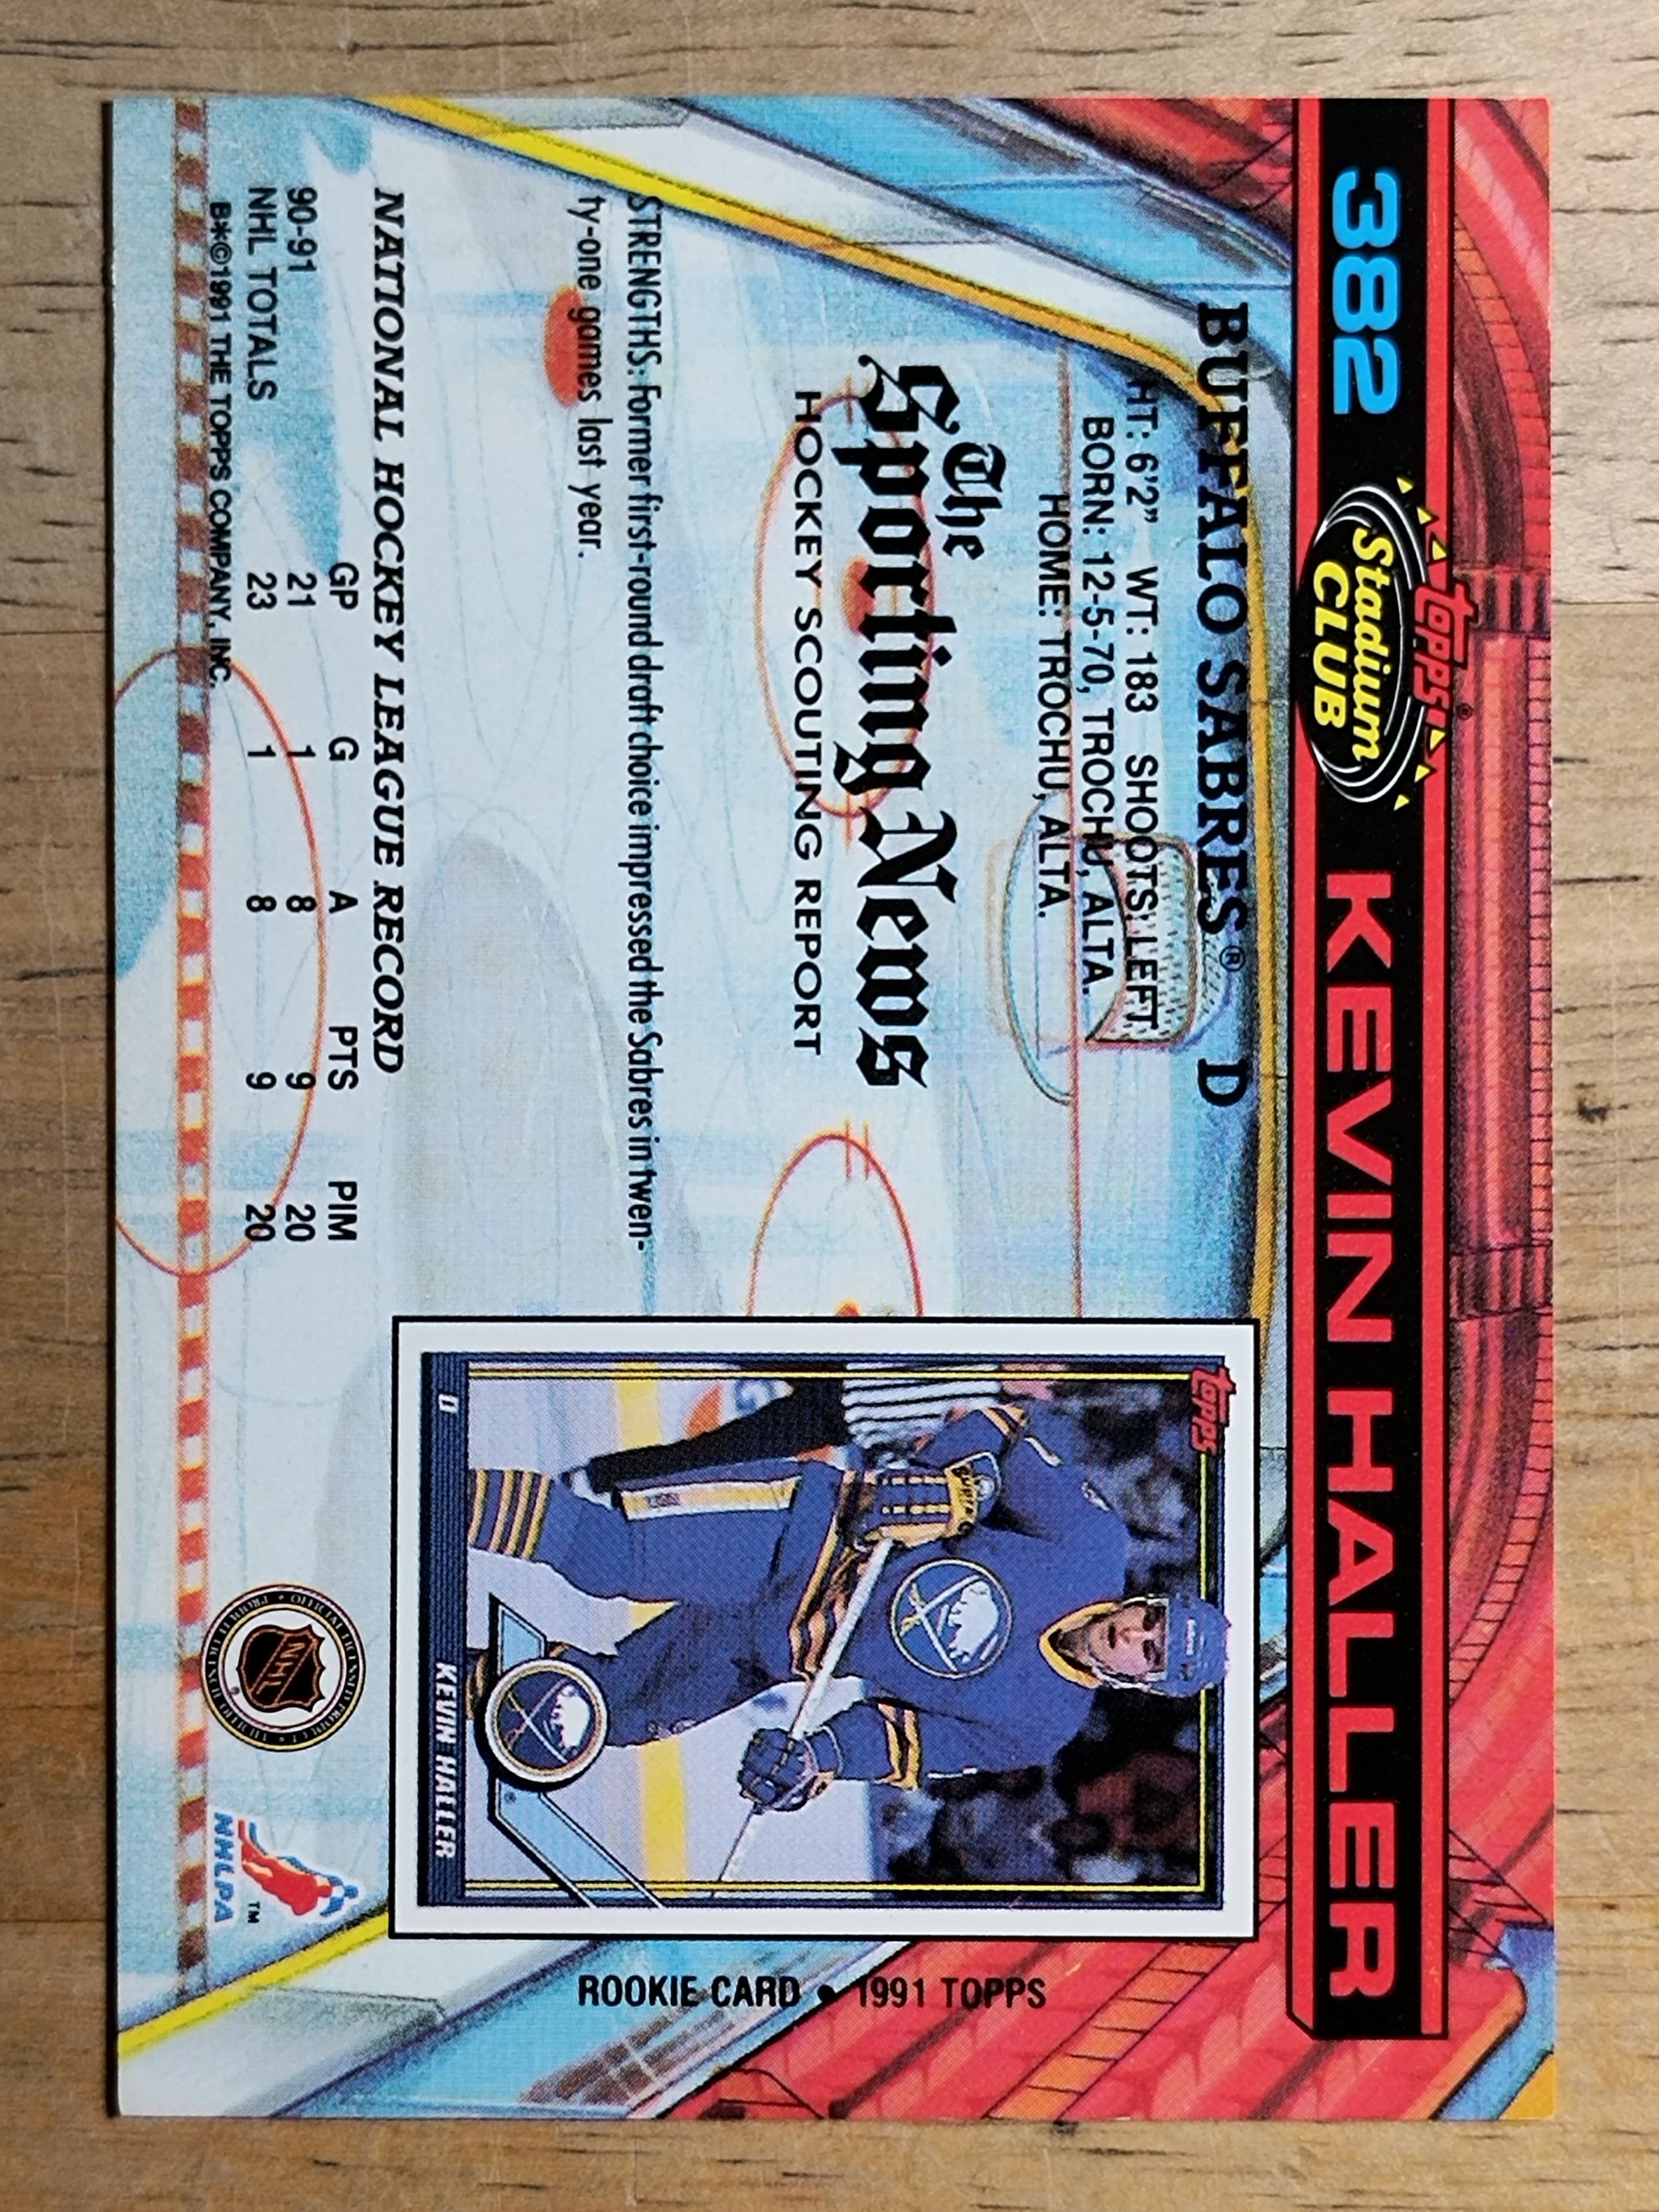 382
topps®
Stadium
CLUB
KEVIN HALLER
BUFFALO SABRES® D
HT: 6'2" WT: 183 SHOOTS: LEFT
BORN: 12-5-70, TROCHU, ALTA.
HOME: TROCHU, ALTA.
The
Sporting News
HOCKEY SCOUTING REPORT
STRENGTHS: Former first-round draft choice impressed the Sabres in twen-
ty-one games last year.
NATIONAL HOCKEY LEAGUE RECORD
GP G A PTS PIM
90-91 21 1 8 9 20
NHL TOTALS 23 1 8 9 20
B*©1991 THE TOPPS COMPANY, INC.
topps
D
KEVIN HALLER
ROOKIE CARD • 1991 TOPPS
NHL
NHLPA
TM